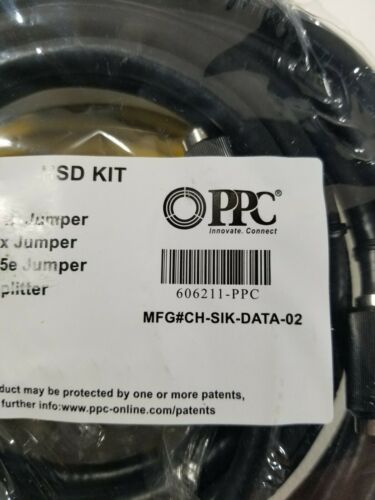 HSD KIT
PPC®
Innovate. Connect
Jumper
x Jumper
5e Jumper
plitter
606211-PPC
MFG#CH-SIK-DATA-02
oduct may be protected by one or more patents,
further info:www.ppc-online.com/patents